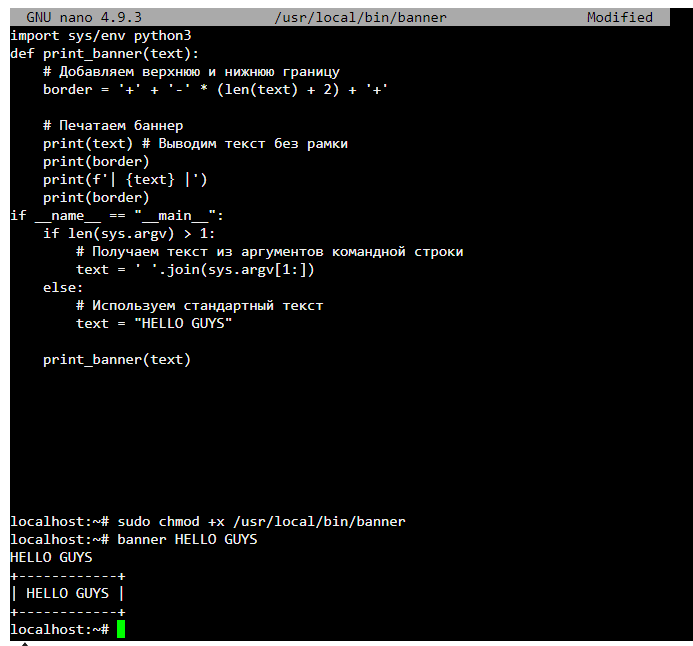 GNU nano 4.9.3 /usr/local/bin/banner Modified
import sys/env python3
def print_banner(text):
    # Добавляем верхнюю и нижнюю границу
    border = '+' + '-' * (len(text) + 2) + '+'

    # Печатаем баннер
    print(text) # Выводим текст без рамки
    print(border)
    print(f'| {text} |')
    print(border)
if __name__ == "__main__":
    if len(sys.argv) > 1:
        # Получаем текст из аргументов командной строки
        text = ' '.join(sys.argv[1:])
    else:
        # Используем стандартный текст
        text = "HELLO GUYS"

    print_banner(text)

localhost:~# sudo chmod +x /usr/local/bin/banner
localhost:~# banner HELLO GUYS
HELLO GUYS
+------------+
| HELLO GUYS |
+------------+
localhost:~#